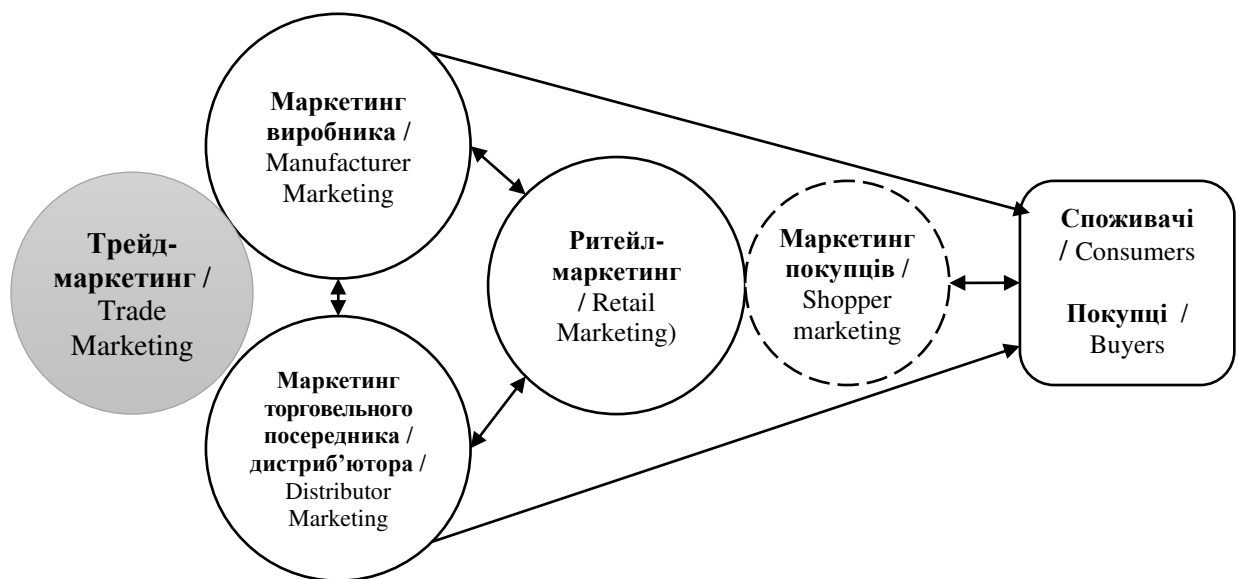 Трейд-
маркетинг /
Trade
Marketing
Маркетинг
виробника /
Manufacturer
Marketing
Маркетинг
торговельного
посередника /
дистриб’ютора /
Distributor
Marketing
Ритейл-
маркетинг
/ Retail
Marketing)
Маркетинг
покупців /
Shopper
marketing
Споживачі
/ Consumers
Покупці /
Buyers